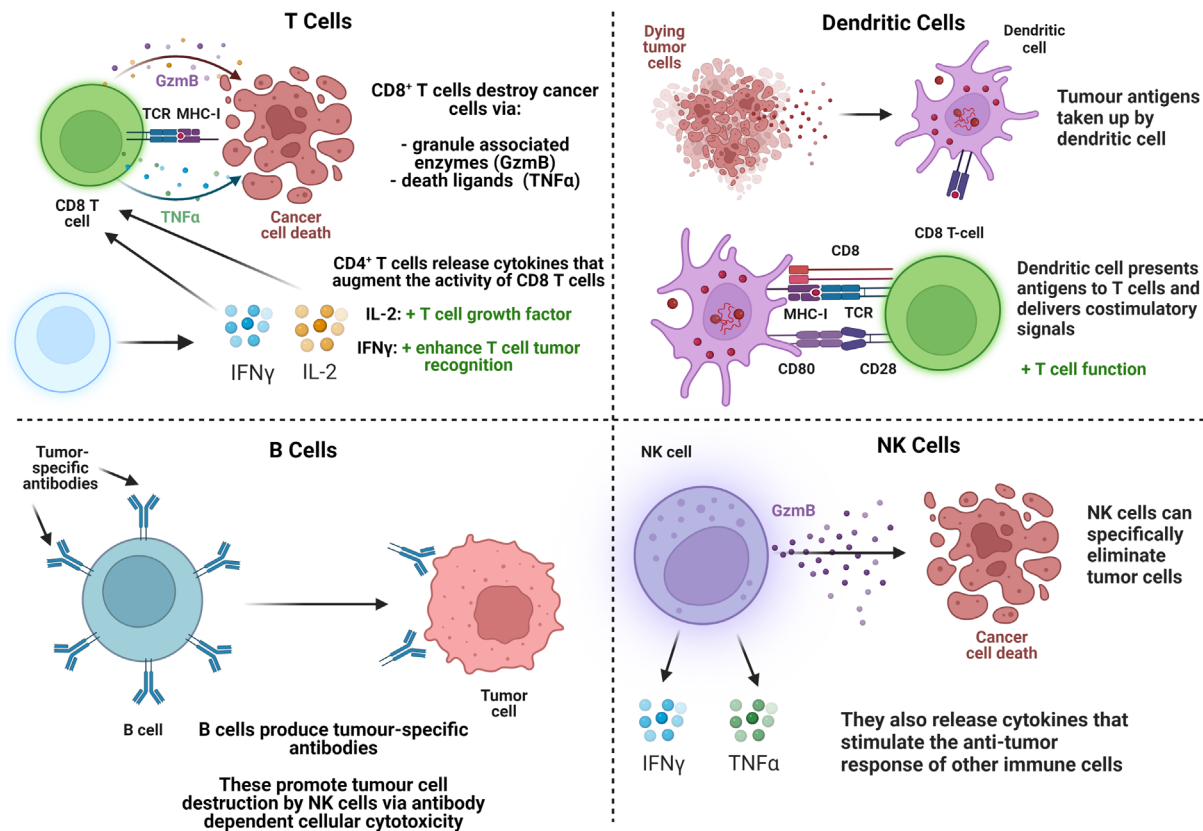 T Cells
GzmB
TCR MHC-I
TNFα
CD8 T
cell
Cancer
cell death
CD8⁺ T cells destroy cancer
cells via:
- granule associated
enzymes (GzmB)
- death ligands (TNFα)
CD4⁺ T cells release cytokines that
augment the activity of CD8 T cells
IL-2: + T cell growth factor
IFNγ: + enhance T cell tumor
recognition
IFNγ
IL-2
Dendritic Cells
Dying
tumor
cells
Dendritic
cell
Tumour antigens
taken up by
dendritic cell
CD8
CD8 T-cell
MHC-I
TCR
CD80
CD28
Dendritic cell presents
antigens to T cells and
delivers costimulatory
signals
+ T cell function
B Cells
Tumor-
specific
antibodies
B cell
Tumor
cell
B cells produce tumour-specific
antibodies
These promote tumour cell
destruction by NK cells via antibody
dependent cellular cytotoxicity
NK Cells
NK cell
GzmB
Cancer
cell death
NK cells can
specifically
eliminate
tumor cells
IFNγ
TNFα
They also release cytokines that
stimulate the anti-tumor
response of other immune cells